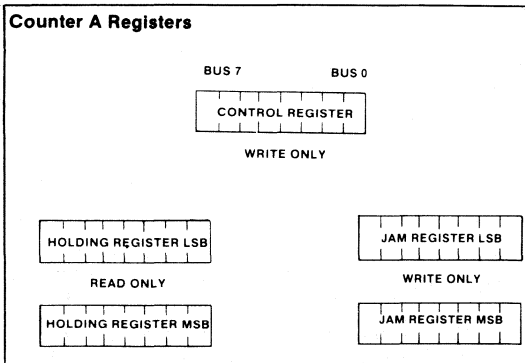 Counter A Registers
BUS 7 BUS 0
CONTROL REGISTER
WRITE ONLY
HOLDING REGISTER LSB
JAM REGISTER LSB
READ ONLY
WRITE ONLY
HOLDING REGISTER MSB
JAM REGISTER MSB